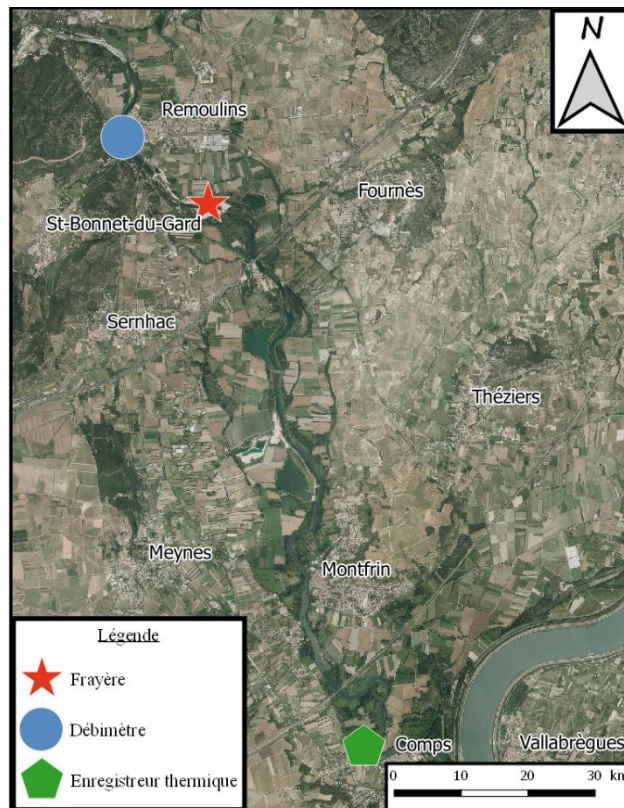 N
Remoulins
Fournès
St-Bonnet-du-Gard
Sernhac
Théziers
Meynes
Montfrin
Légende
Frayère
Débimètre
Enregistreur thermique
Comps
Vallabrègues
0 10 20 30 km